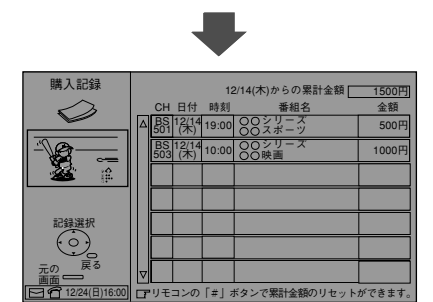 購入記録
12/14(木)からの累計金額 1500円
CH 日付 時刻 番組名 金額
BS 501 12/14 (木) 19:00 ○○シリーズ ○○スポーツ 500円
BS 503 12/14 (木) 10:00 ○○シリーズ ○○映画 1000円
記録選択
戻る
元の画面
12/24(日)16:00
リモコンの「#」ボタンで累計金額のリセットができます。